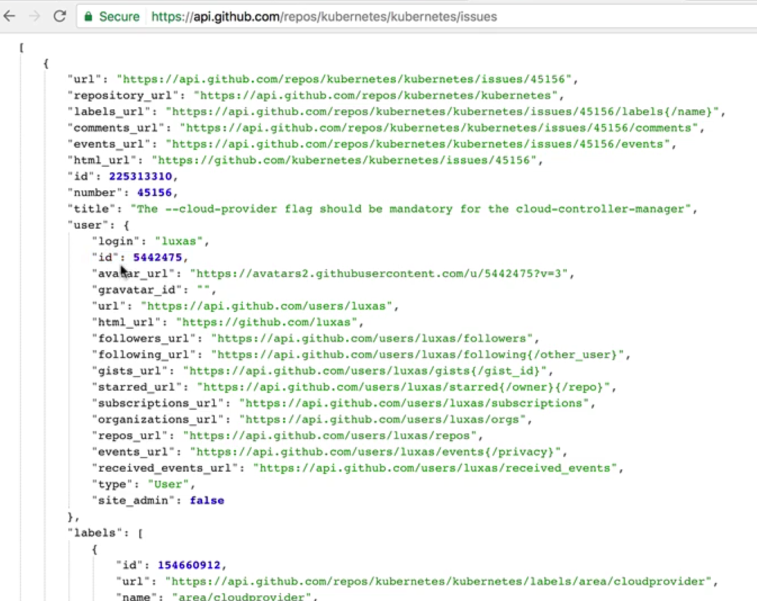 Secure https://api.github.com/repos/kubernetes/kubernetes/issues
[
{
"url": "https://api.github.com/repos/kubernetes/kubernetes/issues/45156",
"repository_url": "https://api.github.com/repos/kubernetes/kubernetes",
"labels_url": "https://api.github.com/repos/kubernetes/kubernetes/issues/45156/labels{/name}",
"comments_url": "https://api.github.com/repos/kubernetes/kubernetes/issues/45156/comments",
"events_url": "https://api.github.com/repos/kubernetes/kubernetes/issues/45156/events",
"html_url": "https://github.com/kubernetes/kubernetes/issues/45156",
"id": 225313310,
"number": 45156,
"title": "The --cloud-provider flag should be mandatory for the cloud-controller-manager",
"user": {
"login": "luxas",
"id": 5442475,
"avatar_url": "https://avatars2.githubusercontent.com/u/5442475?v=3",
"gravatar_id": "",
"url": "https://api.github.com/users/luxas",
"html_url": "https://github.com/luxas",
"followers_url": "https://api.github.com/users/luxas/followers",
"following_url": "https://api.github.com/users/luxas/following{/other_user}",
"gists_url": "https://api.github.com/users/luxas/gists{/gist_id}",
"starred_url": "https://api.github.com/users/luxas/starred{/owner}{/repo}",
"subscriptions_url": "https://api.github.com/users/luxas/subscriptions",
"organizations_url": "https://api.github.com/users/luxas/orgs",
"repos_url": "https://api.github.com/users/luxas/repos",
"events_url": "https://api.github.com/users/luxas/events{/privacy}",
"received_events_url": "https://api.github.com/users/luxas/received_events",
"type": "User",
"site_admin": false
},
"labels": [
{
"id": 154660912,
"url": "https://api.github.com/repos/kubernetes/kubernetes/labels/area/cloudprovider",
"name": "area/cloudprovider",